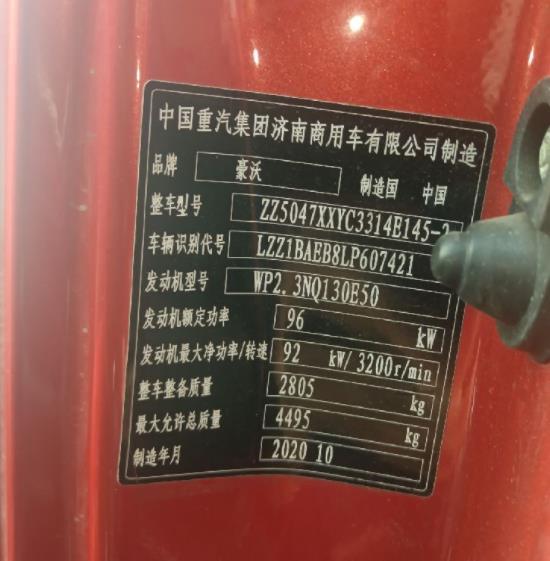 中国重汽集团济南商用车有限公司制造
品牌 豪沃 制造国 中国
整车型号 ZZ5047XXYC3314E145-2
车辆识别代号 LZZ1BAEB8LP607421
发动机型号 WP2.3NQ130E50
发动机额定功率 96 kW
发动机最大净功率/转速 92 kW/ 3200r/min
整车整备质量 2805 kg
最大允许总质量 4495 kg
制造年月 2020 10